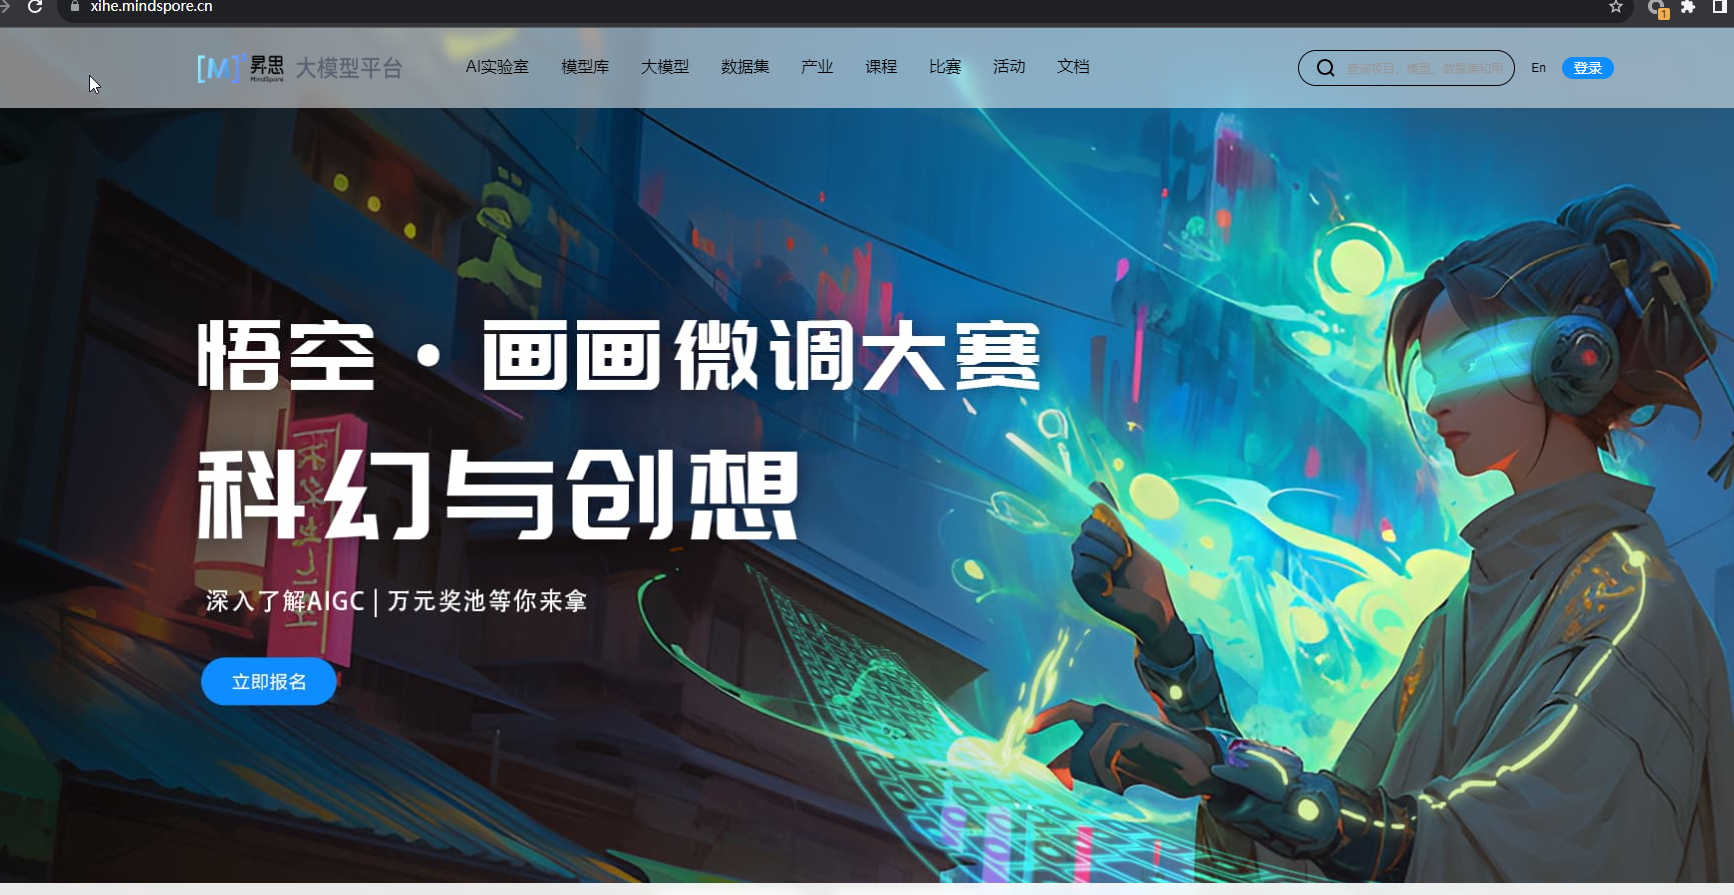 xihe.mindspore.cn
1
[M]s 昇思 MindSpore 大模型平台 AI实验室 模型库 大模型 数据集 产业 课程 比赛 活动 文档 查询项目、模型、数据集和用 En 登录
悟空·画画微调大赛
科幻与创想
深入了解AIGC | 万元奖池等你来拿
立即报名